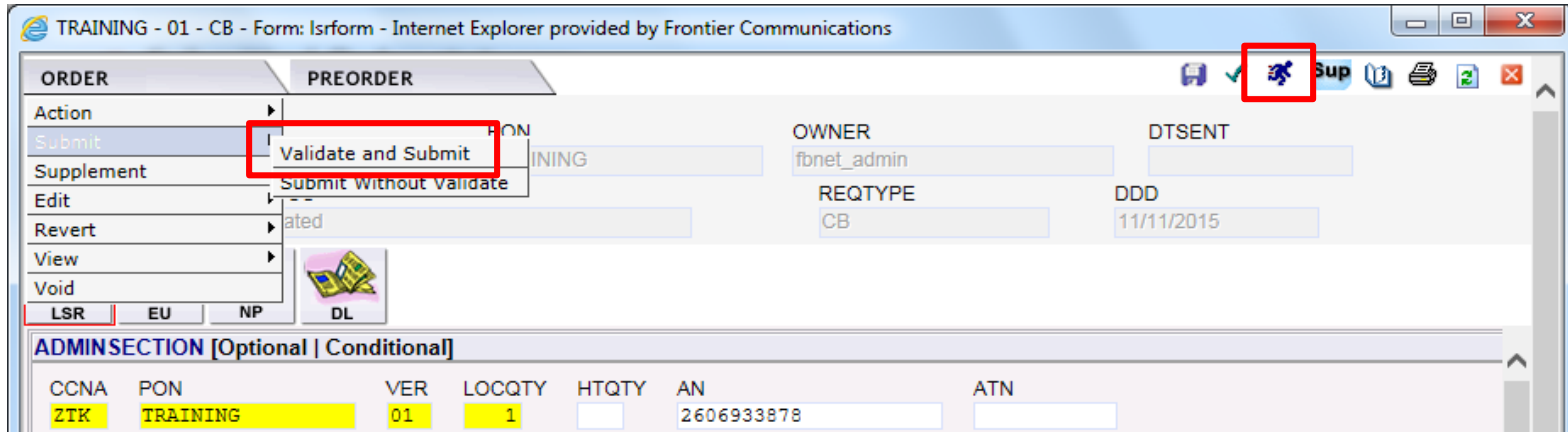 TRAINING - 01 - CB - Form: lsrform - Internet Explorer provided by Frontier Communications
ORDER PREORDER Sup
Action
Submit
Validate and Submit
Submit Without Validate
Supplement
Edit
Revert
View
Void
PON OWNER DTSENT
INING fbnet_admin
REQTYPE DDD
ated CB 11/11/2015
LSR EU NP DL
ADMINSECTION [Optional | Conditional]
CCNA PON VER LOCQTY HTQTY AN ATN
ZTK TRAINING 01 1 2606933878